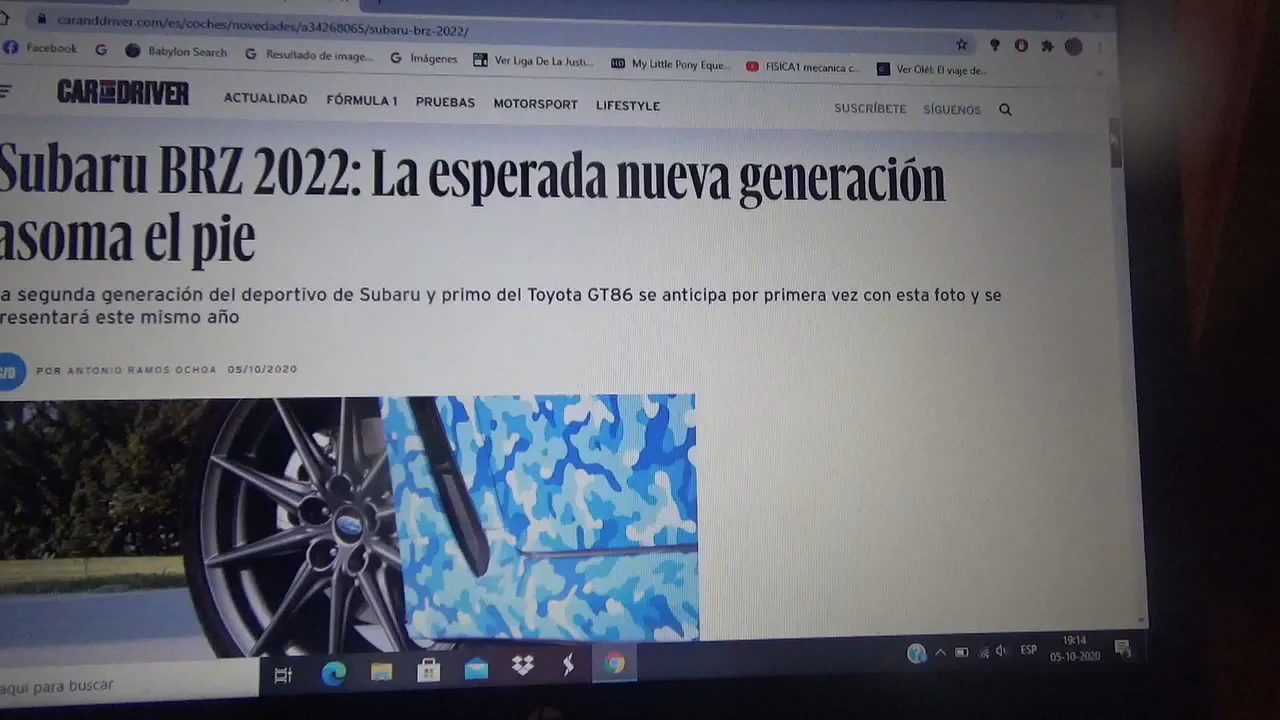 caranddriver.com/es/coches/novedades/a34268065/subaru-brz-2022/
Facebook Babylon Search Resultado de image... Imágenes Ver Liga De La Justi... HD My Little Pony Eque... FISICA1 mecanica c... Ver Olé!: El viaje de...
CAR AND DRIVER ACTUALIDAD FÓRMULA 1 PRUEBAS MOTORSPORT LIFESTYLE SUSCRÍBETE SÍGUENOS
Subaru BRZ 2022: La esperada nueva generación
asoma el pie
a segunda generación del deportivo de Subaru y primo del Toyota GT86 se anticipa por primera vez con esta foto y se
resentará este mismo año
C/D POR ANTONIO RAMOS OCHOA 05/10/2020
aquí para buscar
ESP
19:14
05-10-2020